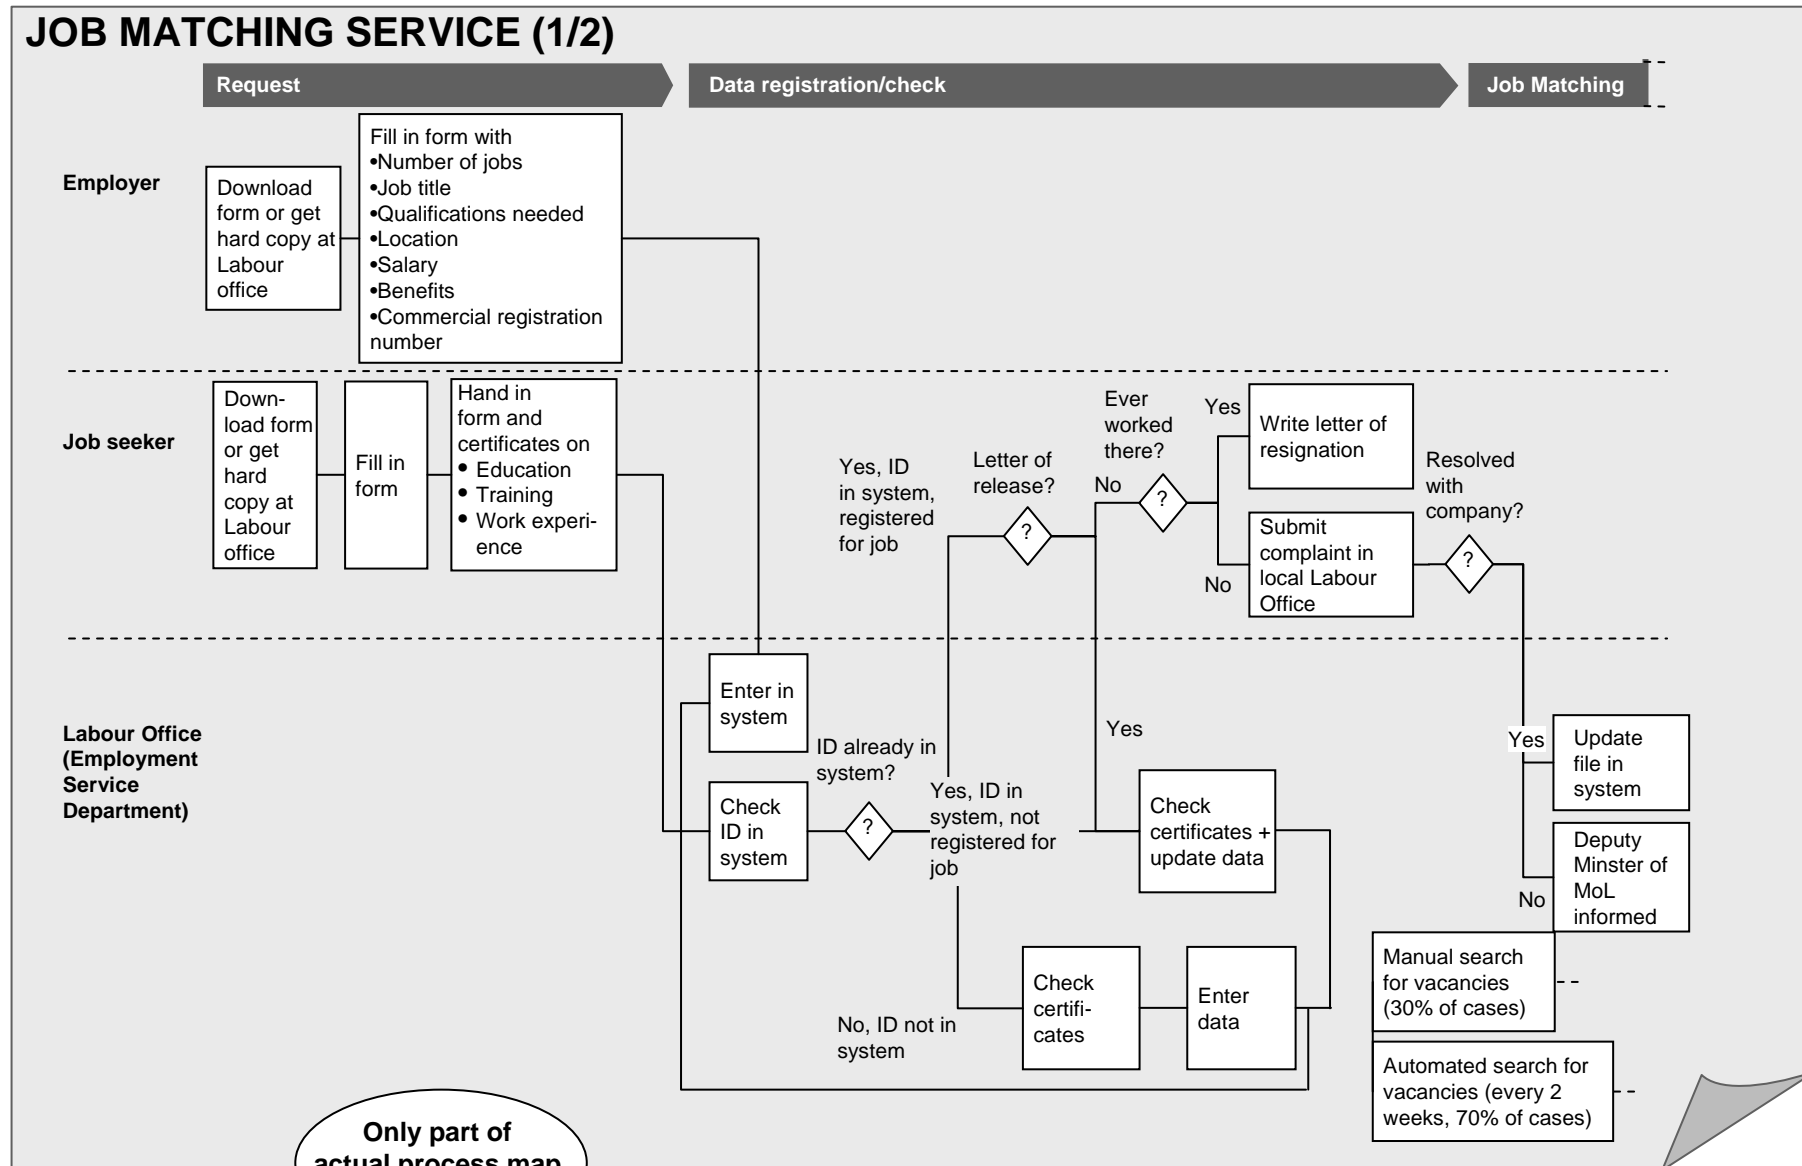 JOB MATCHING SERVICE (1/2)
Request
Data registration/check
Job Matching
Employer
Download
form or get
hard copy at
Labour
office
Fill in form with
•Number of jobs
•Job title
•Qualifications needed
•Location
•Salary
•Benefits
•Commercial registration
number
Job seeker
Down-
load form
or get
hard
copy at
Labour
office
Fill in
form
Hand in
form and
certificates on
• Education
• Training
• Work experi-
ence
Yes, ID
in system,
registered
for job
Letter of
release?
?
No
Ever
worked
there?
?
Yes
Write letter of
resignation
No
Submit
complaint in
local Labour
Office
Resolved
with
company?
?
Labour Office
(Employment
Service
Department)
Enter in
system
ID already in
system?
Check
ID in
system
?
Yes, ID in
system, not
registered for
job
Yes
Check
certificates +
update data
Yes
Update
file in
system
No
Deputy
Minster of
MoL
informed
No, ID not in
system
Check
certifi-
cates
Enter
data
Manual search
for vacancies
(30% of cases)
Automated search for
vacancies (every 2
weeks, 70% of cases)
Only part of
actual process map